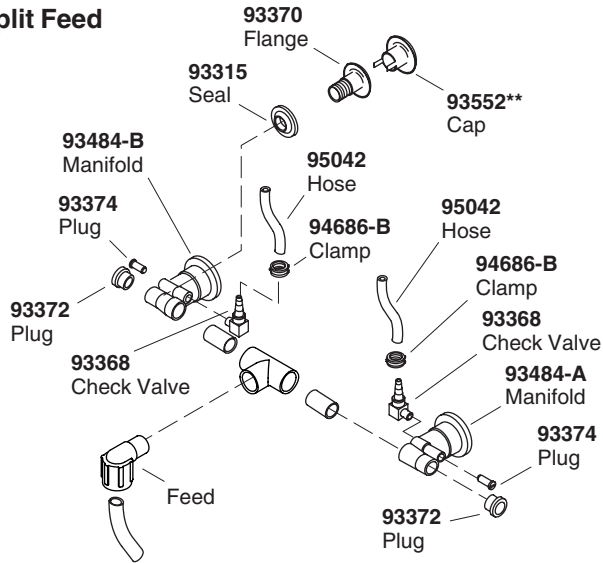 plit Feed
93370
Flange
93315
Seal
93552**
Cap
93484-B
Manifold
95042
Hose
93374
Plug
95042
Hose
94686-B
Clamp
94686-B
Clamp
93372
Plug
93368
Check Valve
93368
Check Valve
93484-A
Manifold
93374
Plug
Feed
93372
Plug